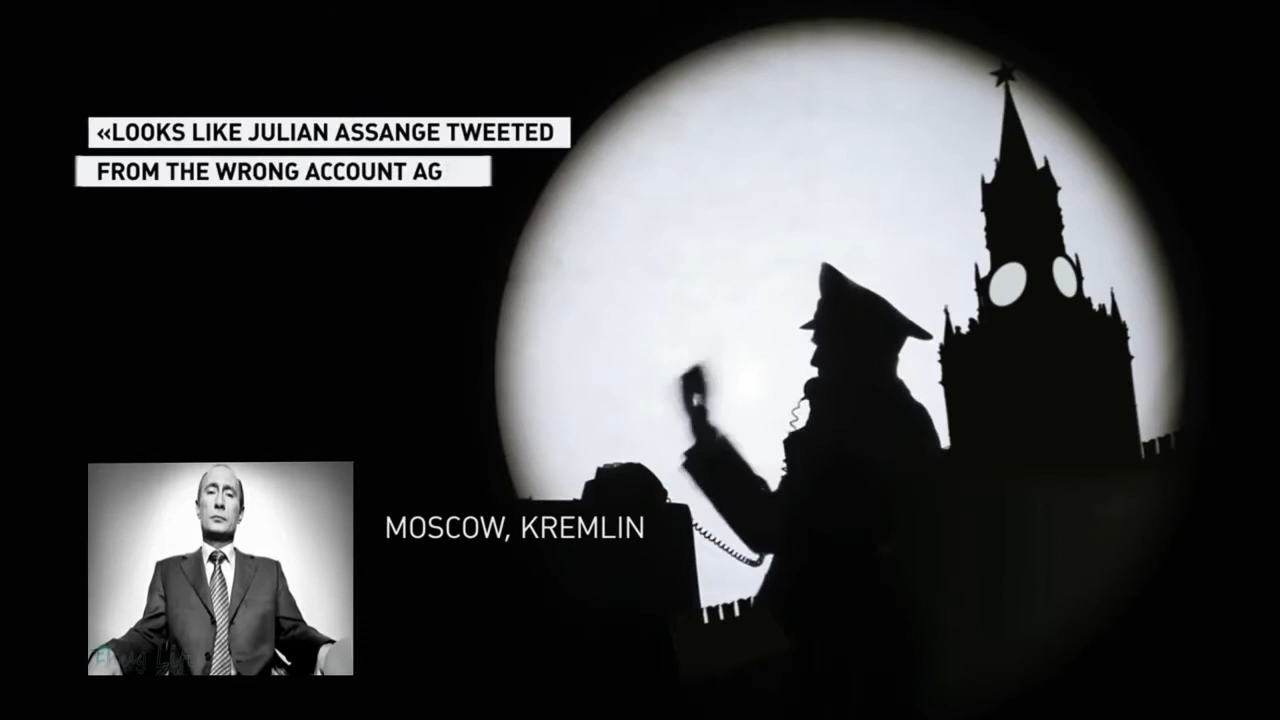 «LOOKS LIKE JULIAN ASSANGE TWEETED
FROM THE WRONG ACCOUNT AG
MOSCOW, KREMLIN